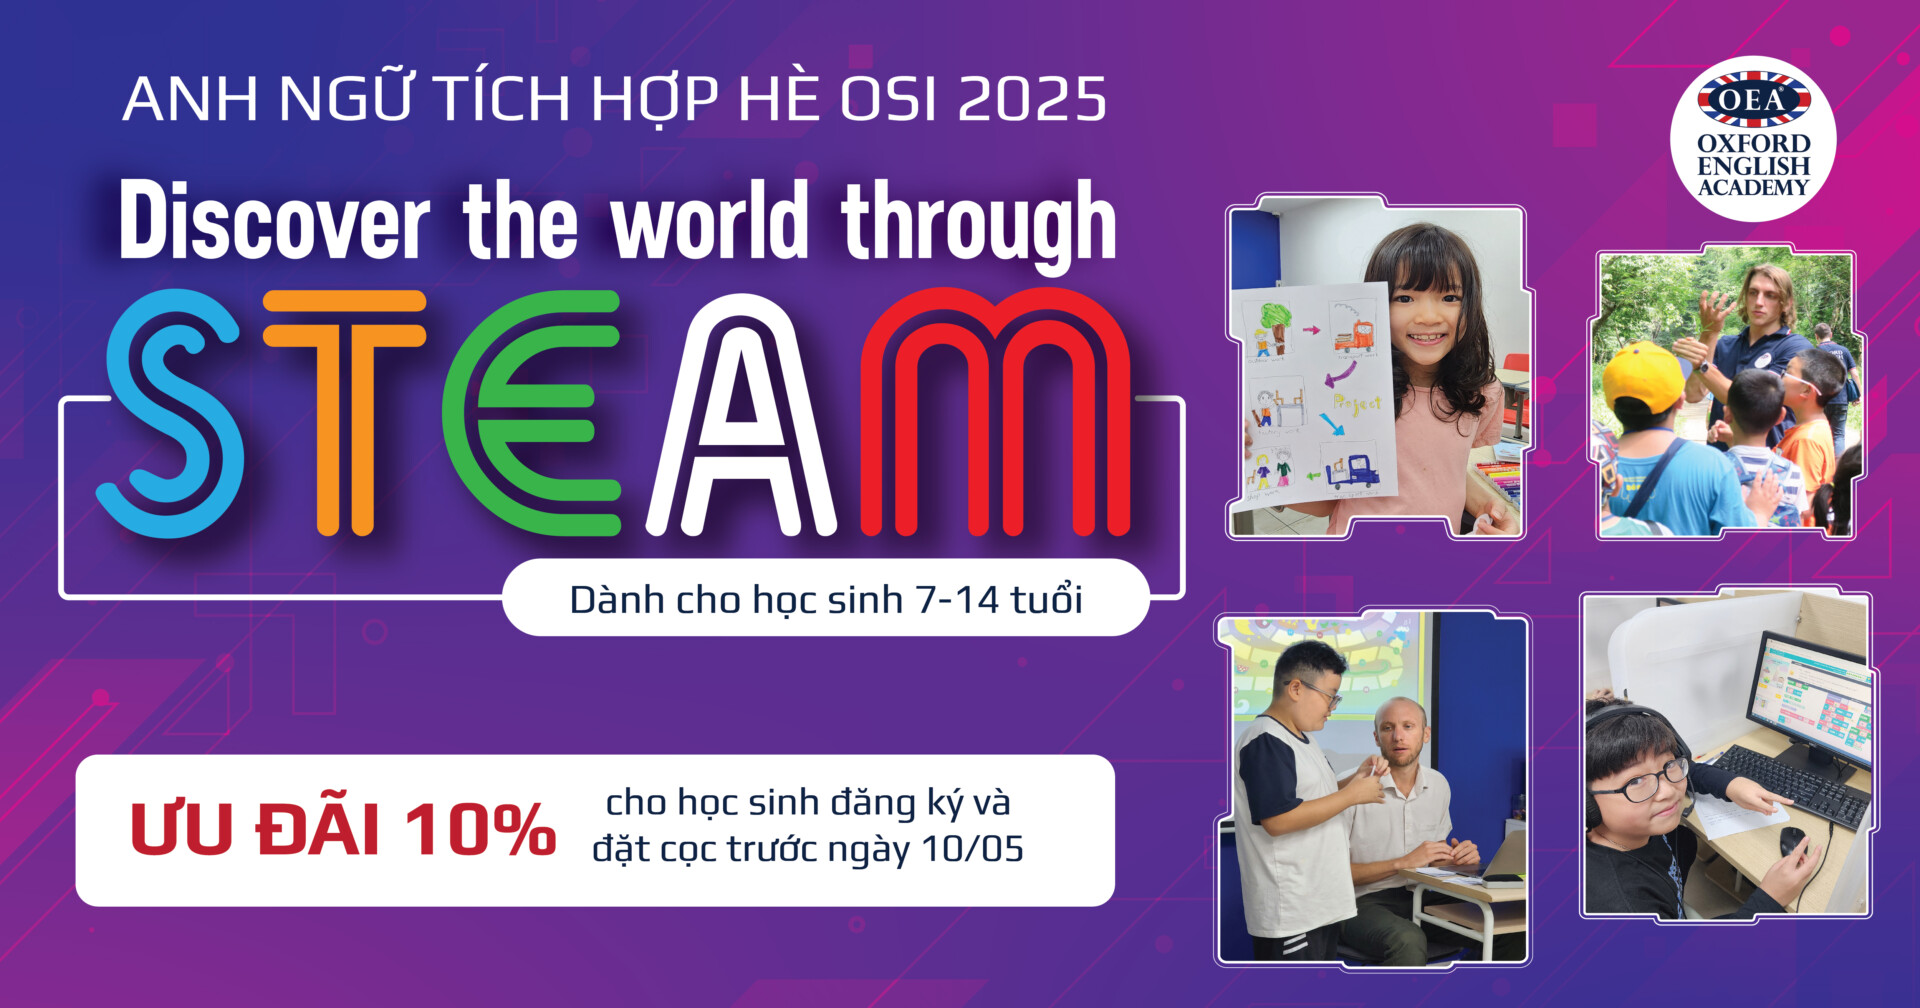 ANH NGỮ TÍCH HỢP HÈ OSI 2025
Discover the world through
STEAM
Dành cho học sinh 7-14 tuổi
ƯU ĐÃI 10%
cho học sinh đăng ký và
đặt cọc trước ngày 10/05
OEA®
OXFORD
ENGLISH
ACADEMY
Project